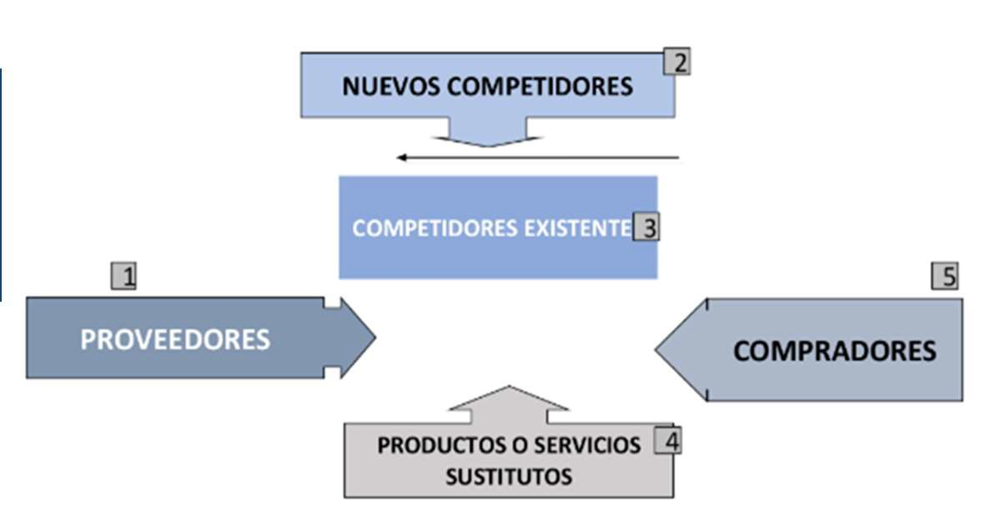 2
NUEVOS COMPETIDORES
COMPETIDORES EXISTENTE
3
1
PROVEEDORES
5
COMPRADORES
PRODUCTOS O SERVICIOS
SUSTITUTOS
4